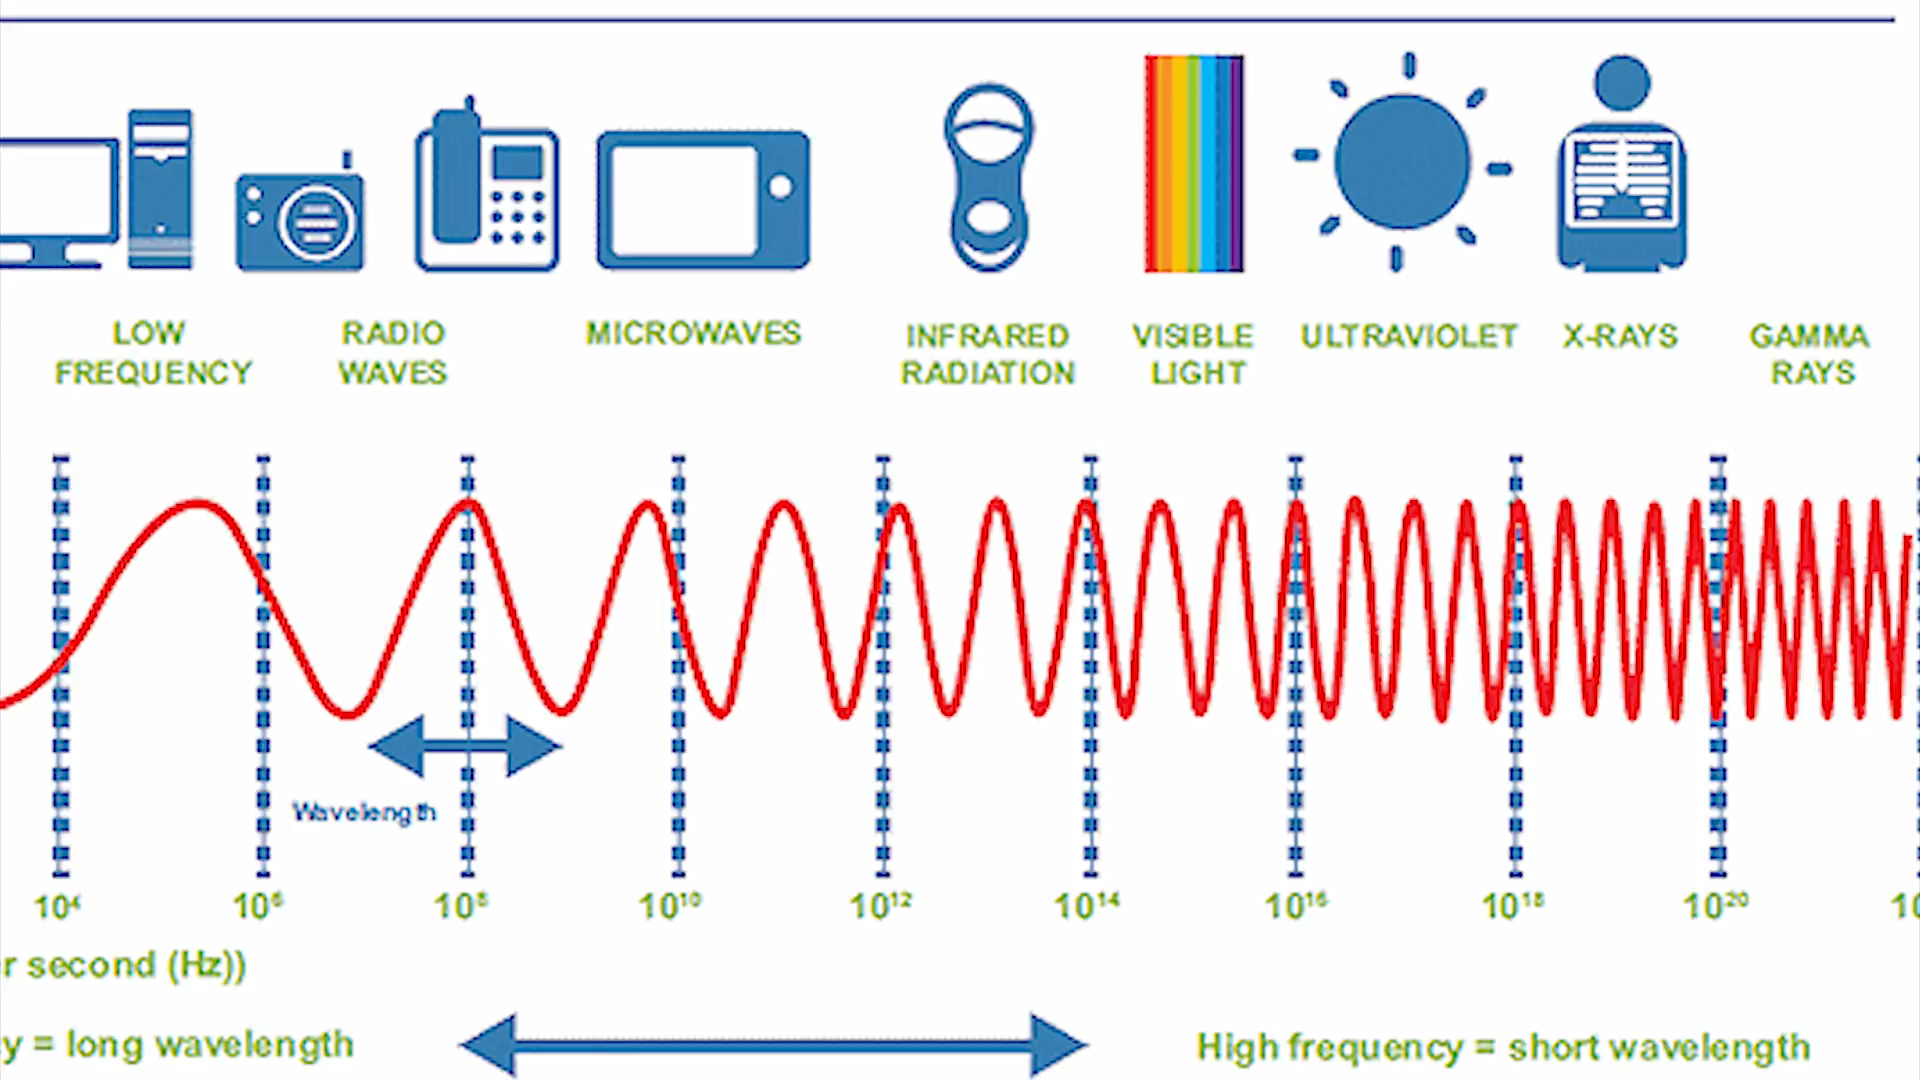 LOW
FREQUENCY
RADIO
WAVES
MICROWAVES
INFRARED
RADIATION
VISIBLE
LIGHT
ULTRAVIOLET
X-RAYS
GAMMA
RAYS
Wavelength
10⁴ 10⁶ 10⁸ 10¹⁰ 10¹² 10¹⁴ 10¹⁶ 10¹⁸ 10²⁰ 10
r second (Hz))
y = long wavelength
High frequency = short wavelength